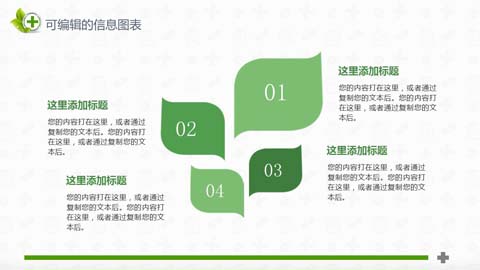 可编辑的信息图表
01
这里添加标题
您的内容打在这里，或者通过
复制您的文本后。您的内容打
在这里，或者通过复制您的文
本后。
02
这里添加标题
您的内容打在这里，或者通过
复制您的文本后。您的内容打
在这里，或者通过复制您的文
本后。
03
这里添加标题
您的内容打在这里，或者通过
复制您的文本后。您的内容打
在这里，或者通过复制您的文
本后。
04
这里添加标题
您的内容打在这里，或者通过
复制您的文本后。您的内容打
在这里，或者通过复制您的文
本后。